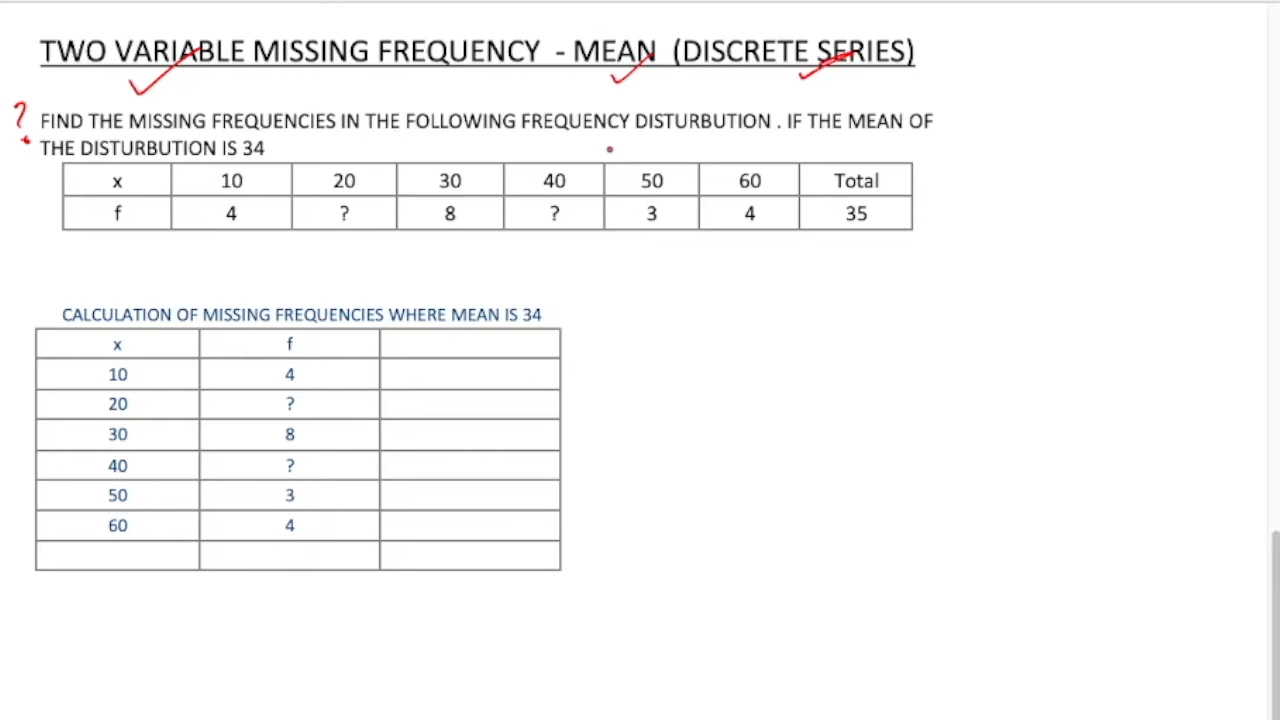 TWO VARIABLE MISSING FREQUENCY - MEAN (DISCRETE SERIES)
? FIND THE MISSING FREQUENCIES IN THE FOLLOWING FREQUENCY DISTURBUTION . IF THE MEAN OF
THE DISTURBUTION IS 34
x 10 20 30 40 50 60 Total
f 4 ? 8 ? 3 4 35
CALCULATION OF MISSING FREQUENCIES WHERE MEAN IS 34
x f
10 4
20 ?
30 8
40 ?
50 3
60 4